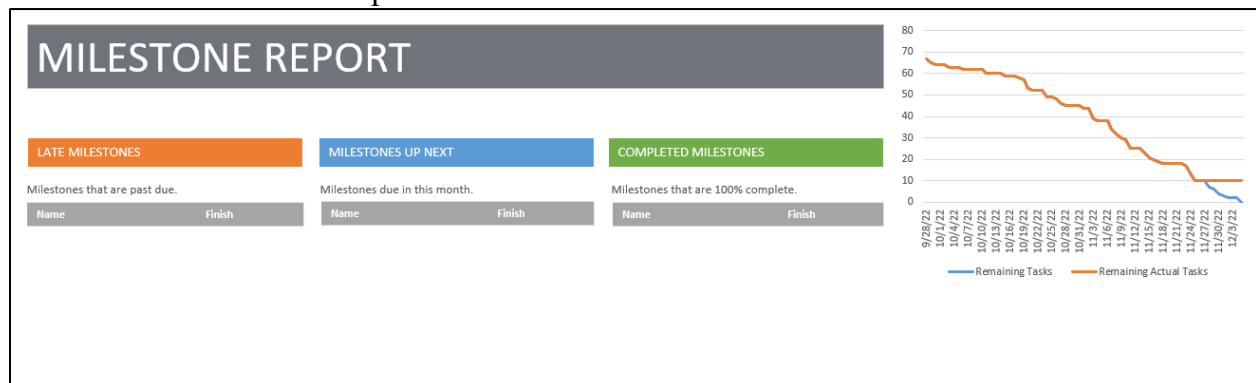 MILESTONE REPORT
LATE MILESTONES
Milestones that are past due.
Name Finish
MILESTONES UP NEXT
Milestones due in this month.
Name Finish
COMPLETED MILESTONES
Milestones that are 100% complete.
Name Finish
80
70
60
50
40
30
20
10
0
9/28/22
10/1/22
10/4/22
10/7/22
10/10/22
10/13/22
10/16/22
10/19/22
10/22/22
10/25/22
10/28/22
10/31/22
11/3/22
11/6/22
11/9/22
11/12/22
11/15/22
11/18/22
11/21/22
11/24/22
11/27/22
11/30/22
12/3/22
Remaining Tasks
Remaining Actual Tasks